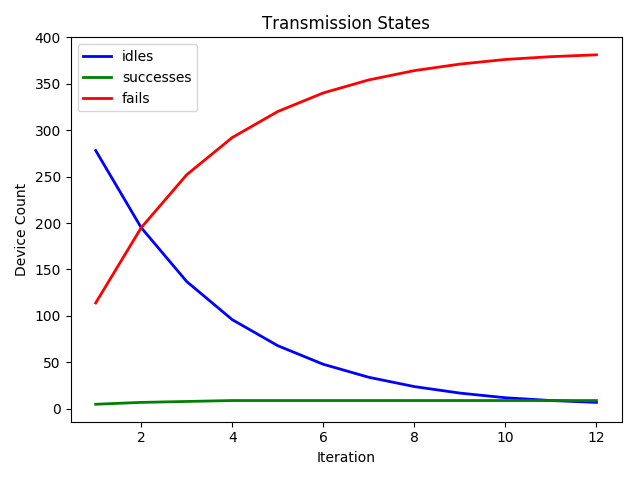 Transmission States
idles
successes
fails
Device Count
400
350
300
250
200
150
100
50
0
2 4 6 8 10 12
Iteration